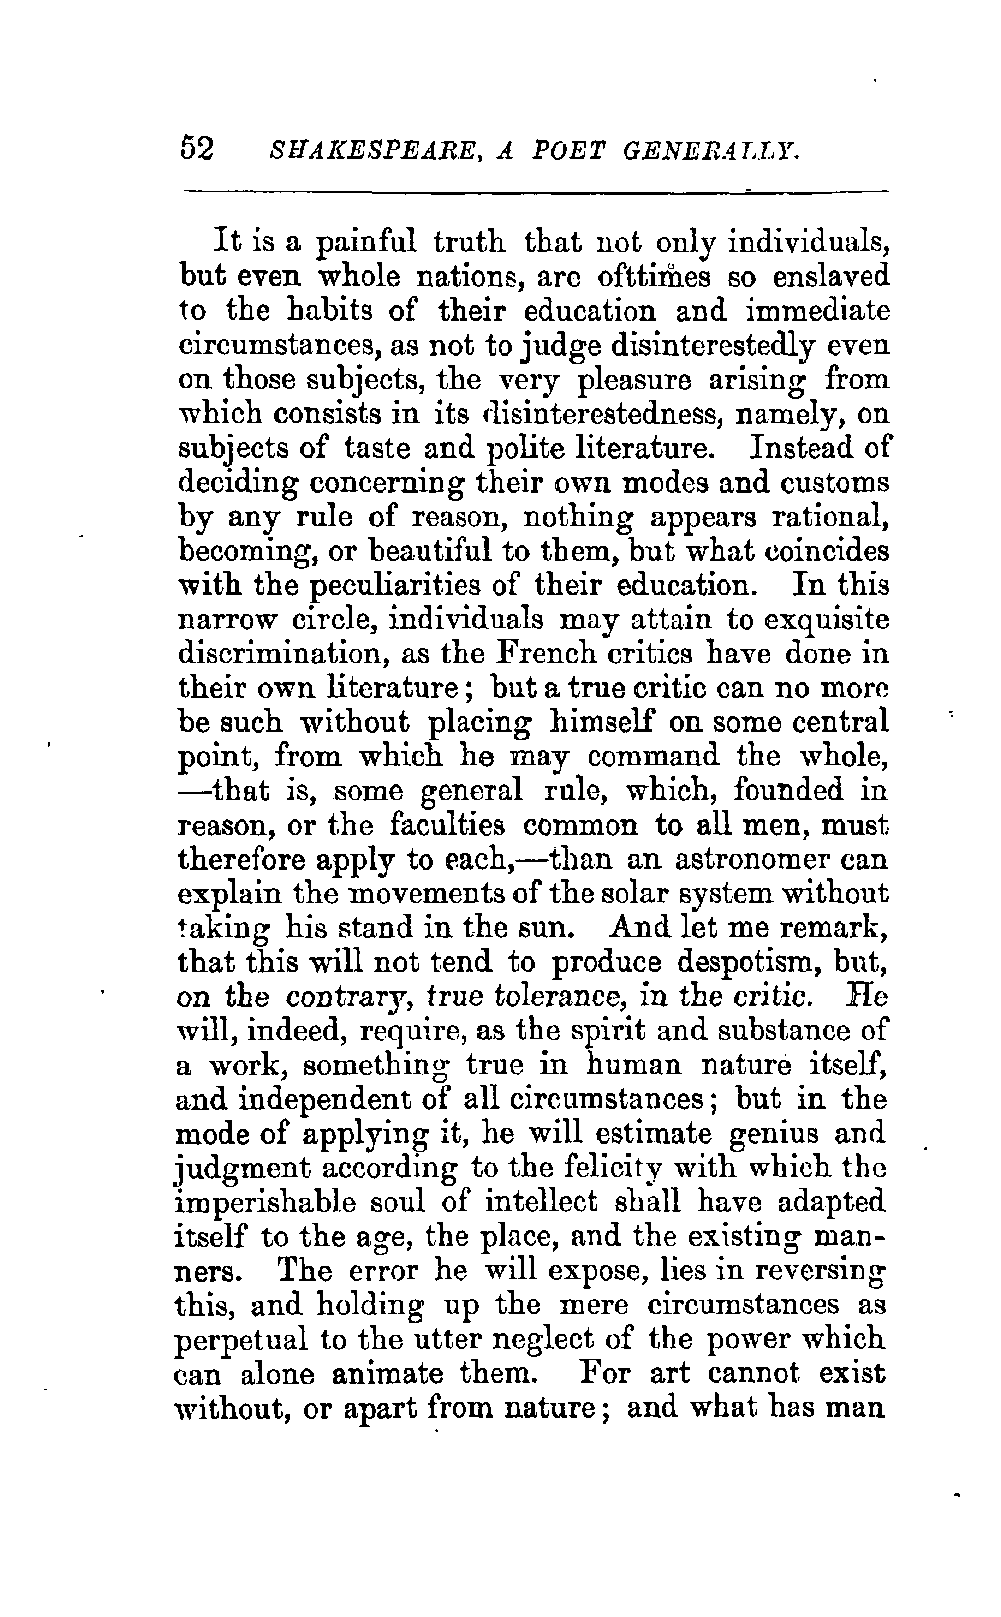 52 SHAKESPEARE, A POET GENERALLY.
It is a painful truth that not only individuals,
but even whole nations, are ofttimes so enslaved
to the habits of their education and immediate
circumstances, as not to judge disinterestedly even
on those subjects, the very pleasure arising from
which consists in its disinterestedness, namely, on
subjects of taste and polite literature. Instead of
deciding concerning their own modes and customs
by any rule of reason, nothing appears rational,
becoming, or beautiful to them, but what coincides
with the peculiarities of their education. In this
narrow circle, individuals may attain to exquisite
discrimination, as the French critics have done in
their own literature; but a true critic can no more
be such without placing himself on some central
point, from which he may command the whole,
—that is, some general rule, which, founded in
reason, or the faculties common to all men, must
therefore apply to each,—than an astronomer can
explain the movements of the solar system without
taking his stand in the sun. And let me remark,
that this will not tend to produce despotism, but,
on the contrary, true tolerance, in the critic. He
will, indeed, require, as the spirit and substance of
a work, something true in human nature itself,
and independent of all circumstances; but in the
mode of applying it, he will estimate genius and
judgment according to the felicity with which the
imperishable soul of intellect shall have adapted
itself to the age, the place, and the existing man-
ners. The error he will expose, lies in reversing
this, and holding up the mere circumstances as
perpetual to the utter neglect of the power which
can alone animate them. For art cannot exist
without, or apart from nature; and what has man